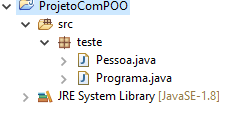 ProjetoComPOO
src
teste
Pessoa.java
Programa.java
JRE System Library [JavaSE-1.8]